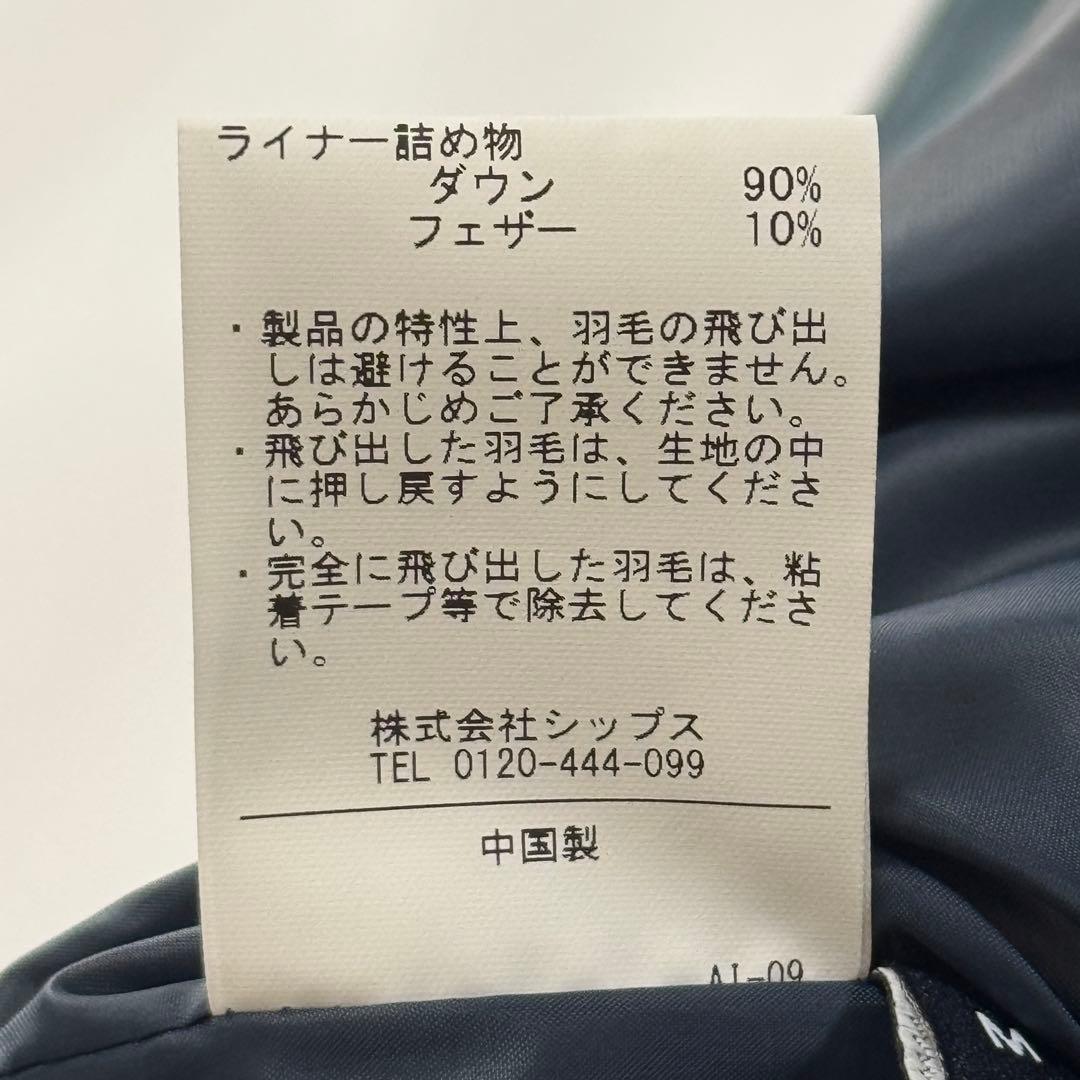 ライナー詰め物
ダウン 90%
フェザー 10%
・製品の特性上、羽毛の飛び出
しは避けることができません。
あらかじめご了承ください。
・飛び出した羽毛は、生地の中
に押し戻すようにしてくださ
い。
・完全に飛び出した羽毛は、粘
着テープ等で除去してくださ
い。
株式会社シップス
TEL 0120-444-099
中国製
AI-09
M